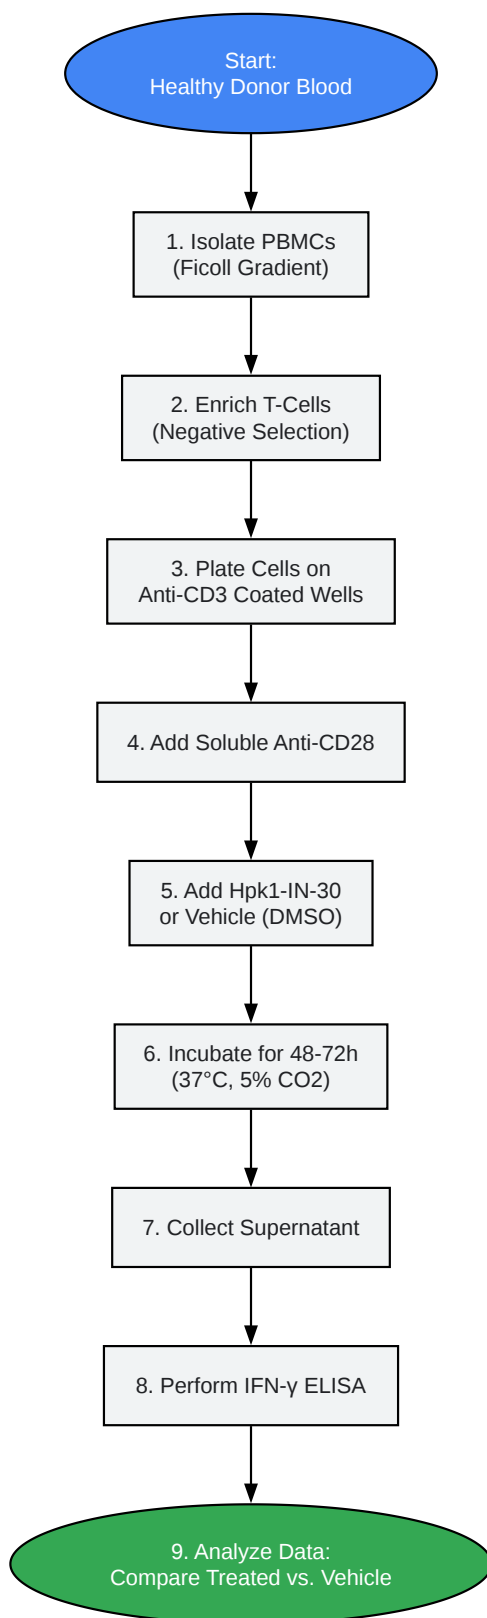 Start:
Healthy Donor Blood
1. Isolate PBMCs
(Ficoll Gradient)
2. Enrich T-Cells
(Negative Selection)
3. Plate Cells on
Anti-CD3 Coated Wells
4. Add Soluble Anti-CD28
5. Add Hpk1-IN-30
or Vehicle (DMSO)
6. Incubate for 48-72h
(37°C, 5% CO2)
7. Collect Supernatant
8. Perform IFN-γ ELISA
9. Analyze Data:
Compare Treated vs. Vehicle